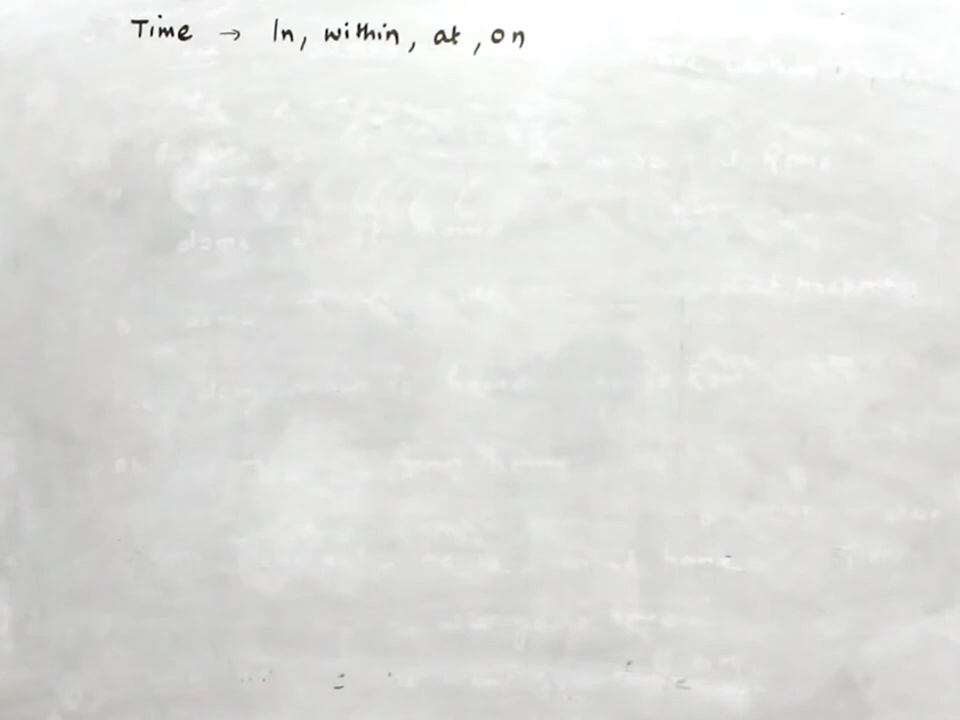 Time → In, within, at, on